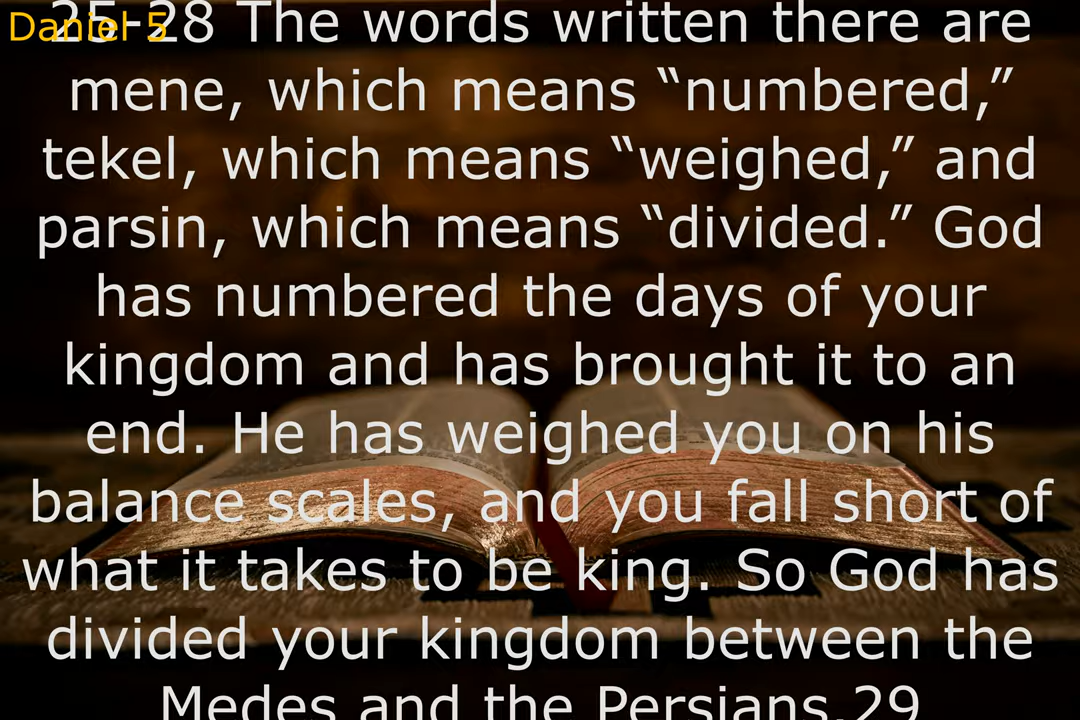 Daniel 5
25-28 The words written there are
mene, which means “numbered,”
tekel, which means “weighed,” and
parsin, which means “divided.” God
has numbered the days of your
kingdom and has brought it to an
end. He has weighed you on his
balance scales, and you fall short of
what it takes to be king. So God has
divided your kingdom between the
Medes and the Persians.29